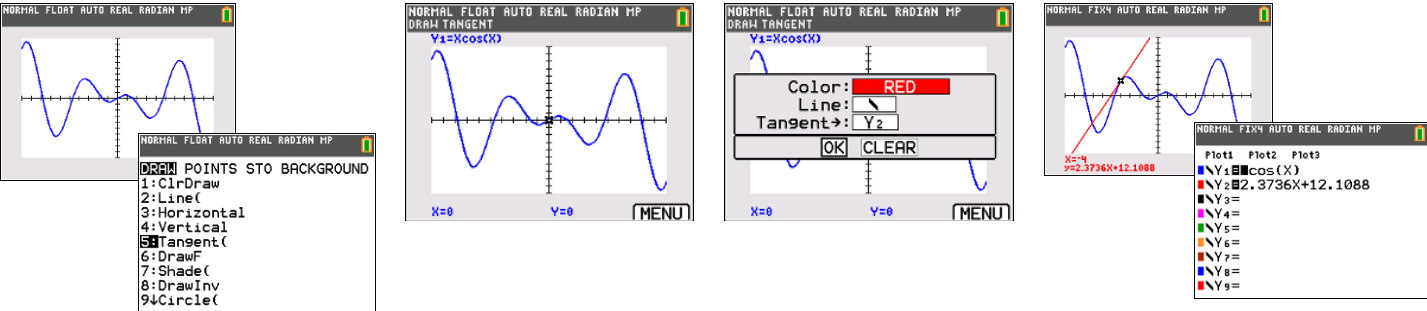 NORMAL FLOAT AUTO REAL RADIAN MP
NORMAL FLOAT AUTO REAL RADIAN MP
DRAW POINTS STO BACKGROUND
1:ClrDraw
2:Line(
3:Horizontal
4:Vertical
5:Tangent(
6:DrawF
7:Shade(
8:DrawInv
9↓Circle(
NORMAL FLOAT AUTO REAL RADIAN MP
DRAW TANGENT
Y1=Xcos(X)
X=0 Y=0 MENU
NORMAL FLOAT AUTO REAL RADIAN MP
DRAW TANGENT
Y1=Xcos(X)
Color: RED
Line:
Tangent→: Y2
OK CLEAR
X=0 Y=0 MENU
NORMAL FIX4 AUTO REAL RADIAN MP
X=-4
y=2.3736X+12.1088
NORMAL FIX4 AUTO REAL RADIAN MP
Plot1 Plot2 Plot3
\Y1=cos(X)
\Y2=2.3736X+12.1088
\Y3=
\Y4=
\Y5=
\Y6=
\Y7=
\Y8=
\Y9=